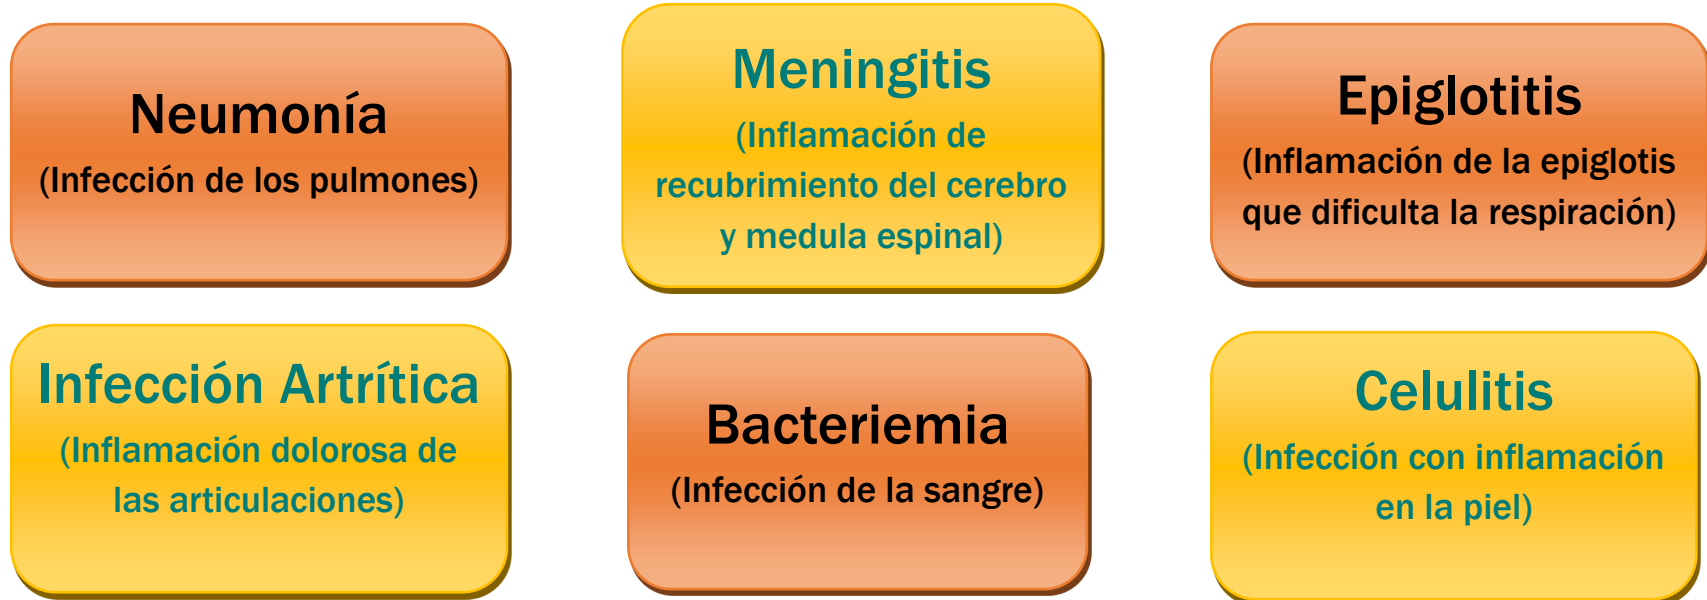 Neumonía
(Infección de los pulmones)
Meningitis
(Inflamación de
recubrimiento del cerebro
y medula espinal)
Epiglotitis
(Inflamación de la epiglotis
que dificulta la respiración)
Infección Artrítica
(Inflamación dolorosa de
las articulaciones)
Bacteriemia
(Infección de la sangre)
Celulitis
(Infección con inflamación
en la piel)